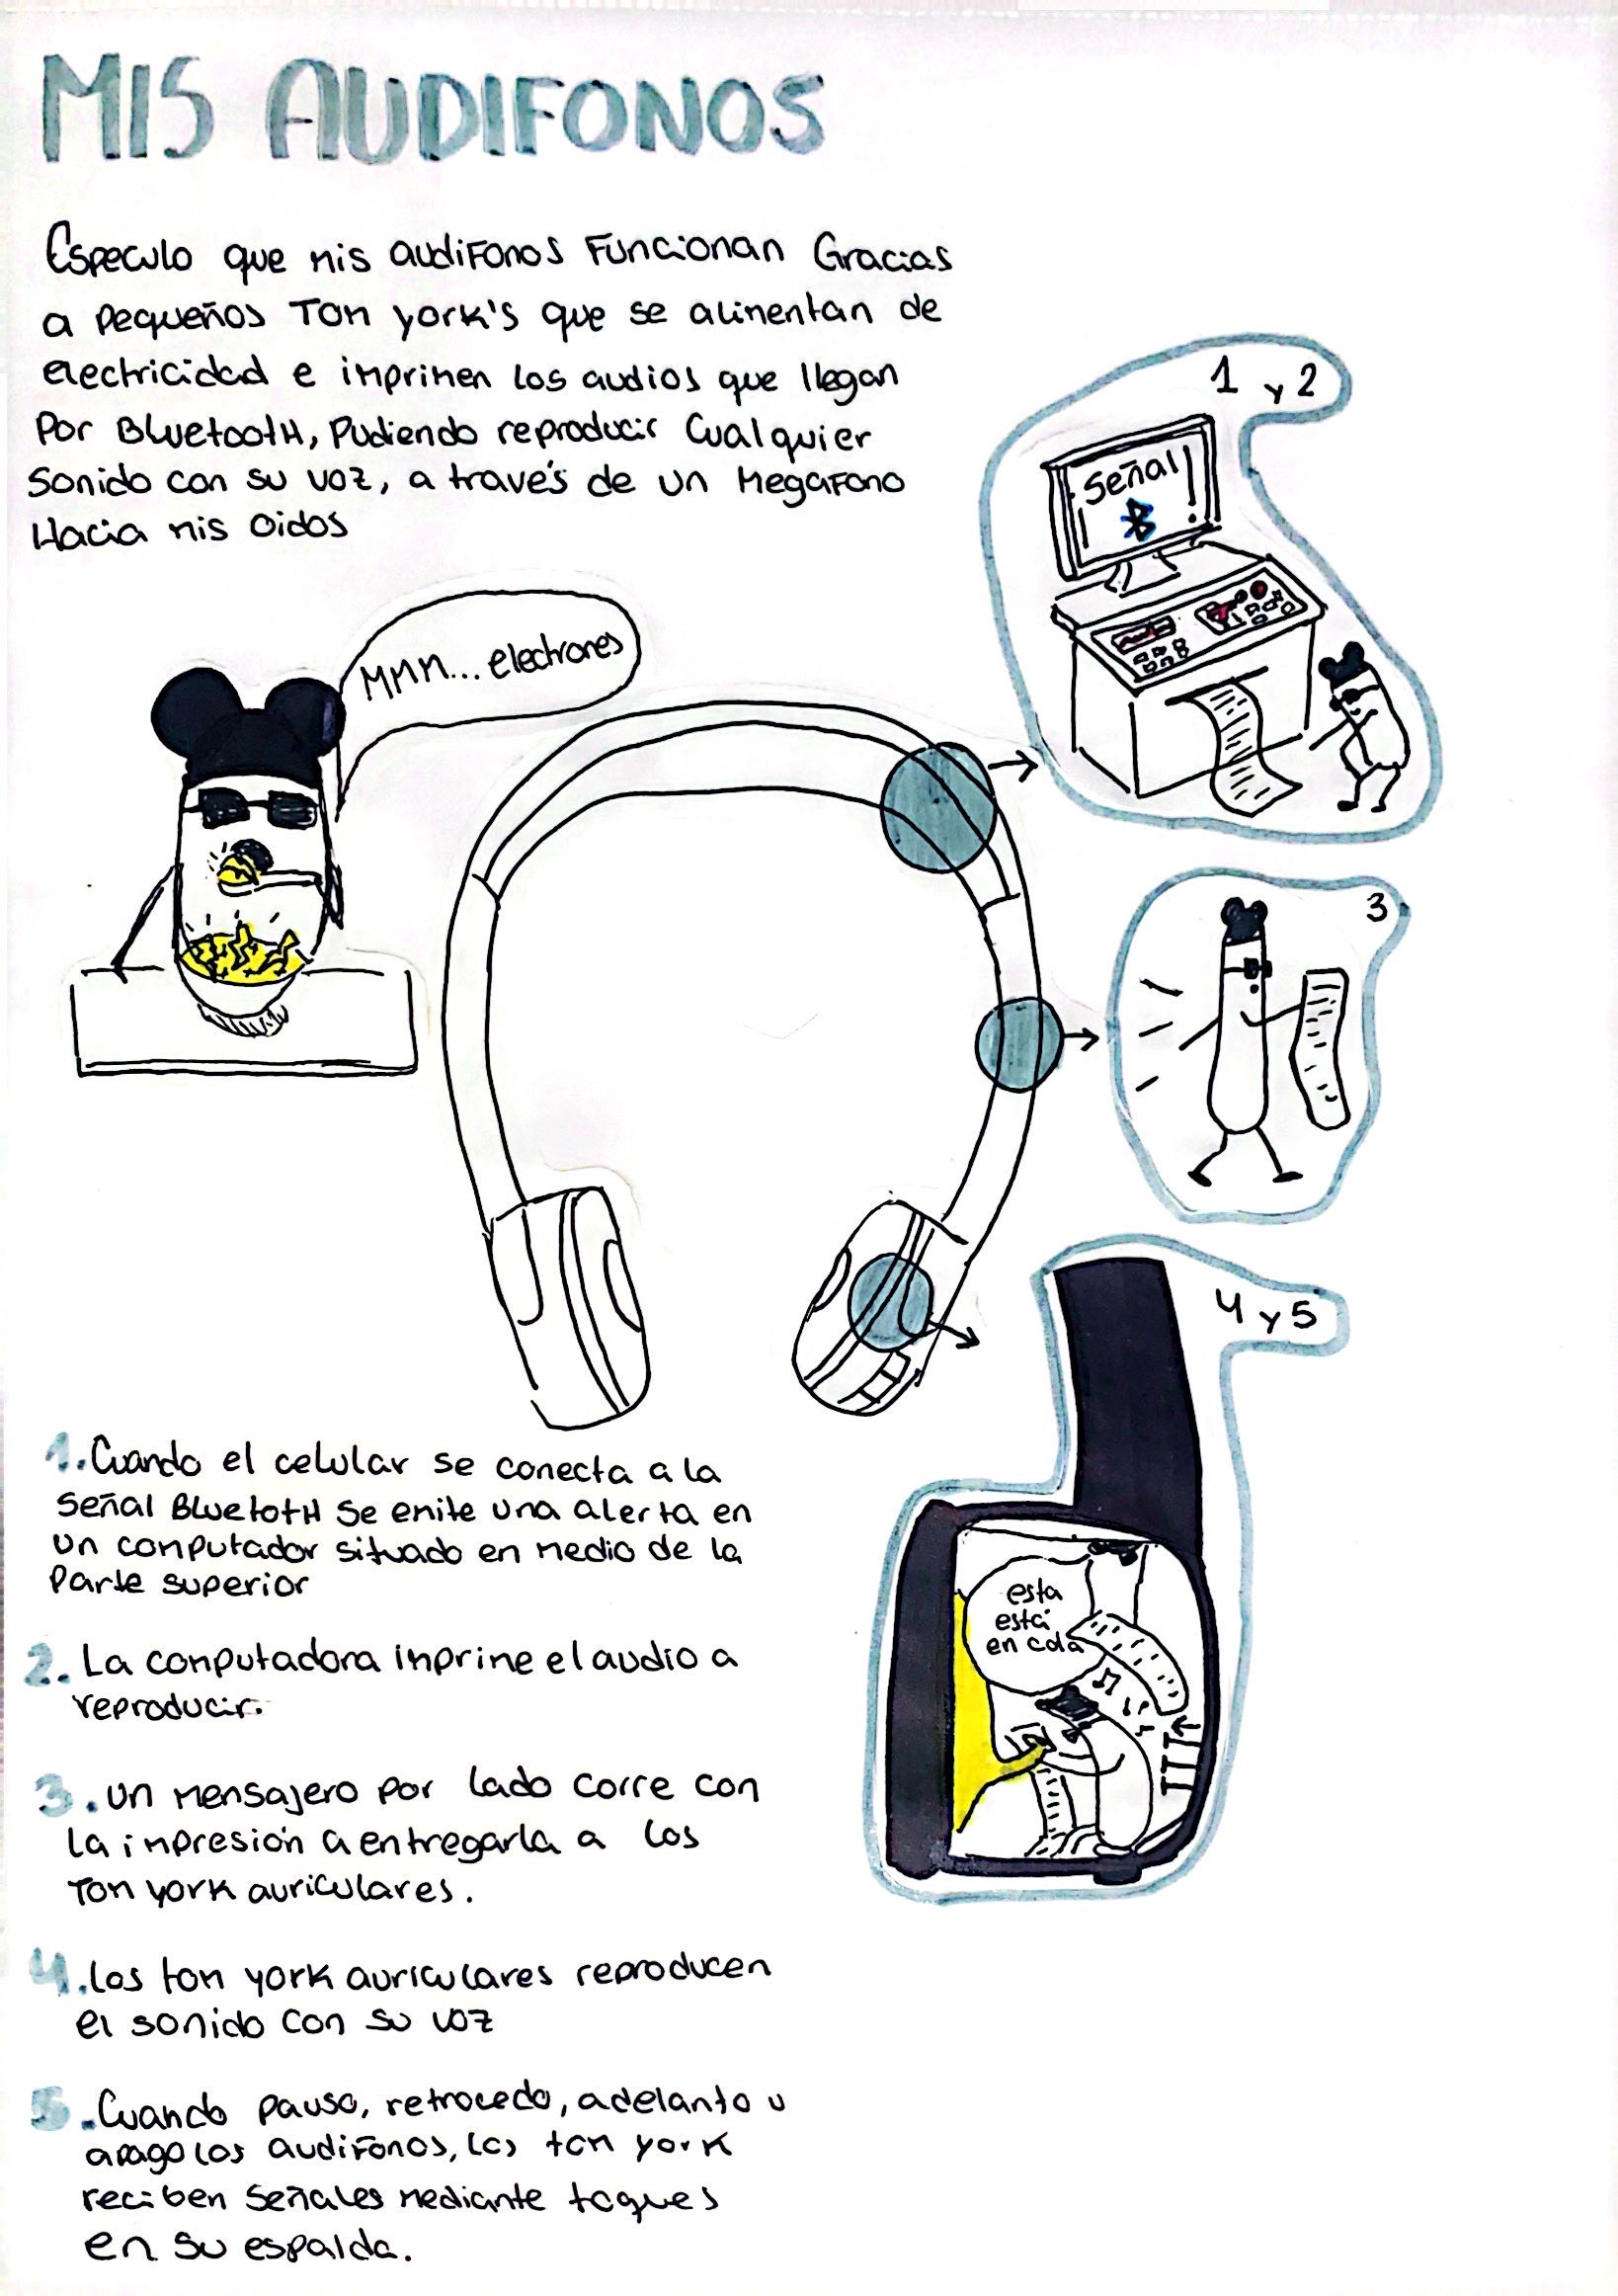 MIS AUDIFONOS
Especulo que mis audifonos funcionan Gracias
a pequeños Tom york's que se alimentan de
electricidad e imprimen los audios que llegan
por BluetootH, pudiendo reproducir Cualquier
sonido con su voz, a través de un Megafono
Hacia mis oidos
MMM... electrones
1 y 2
Señal
3
4 y 5
esta
está
en cola
1. Cuando el celular se conecta a la
señal BluetotH se emite una alerta en
un computador situado en medio de la
parte superior
2. La computadora imprime el audio a
reproducir.
3. un mensajero por lado corre con
la impresión a entregarla a los
Tom york auriculares.
4. los tom york auriculares reproducen
el sonido con su voz
5. Cuando pauso, retrocedo, adelanto u
apago los audifonos, los tom york
reciben señales mediante toques
en su espalda.